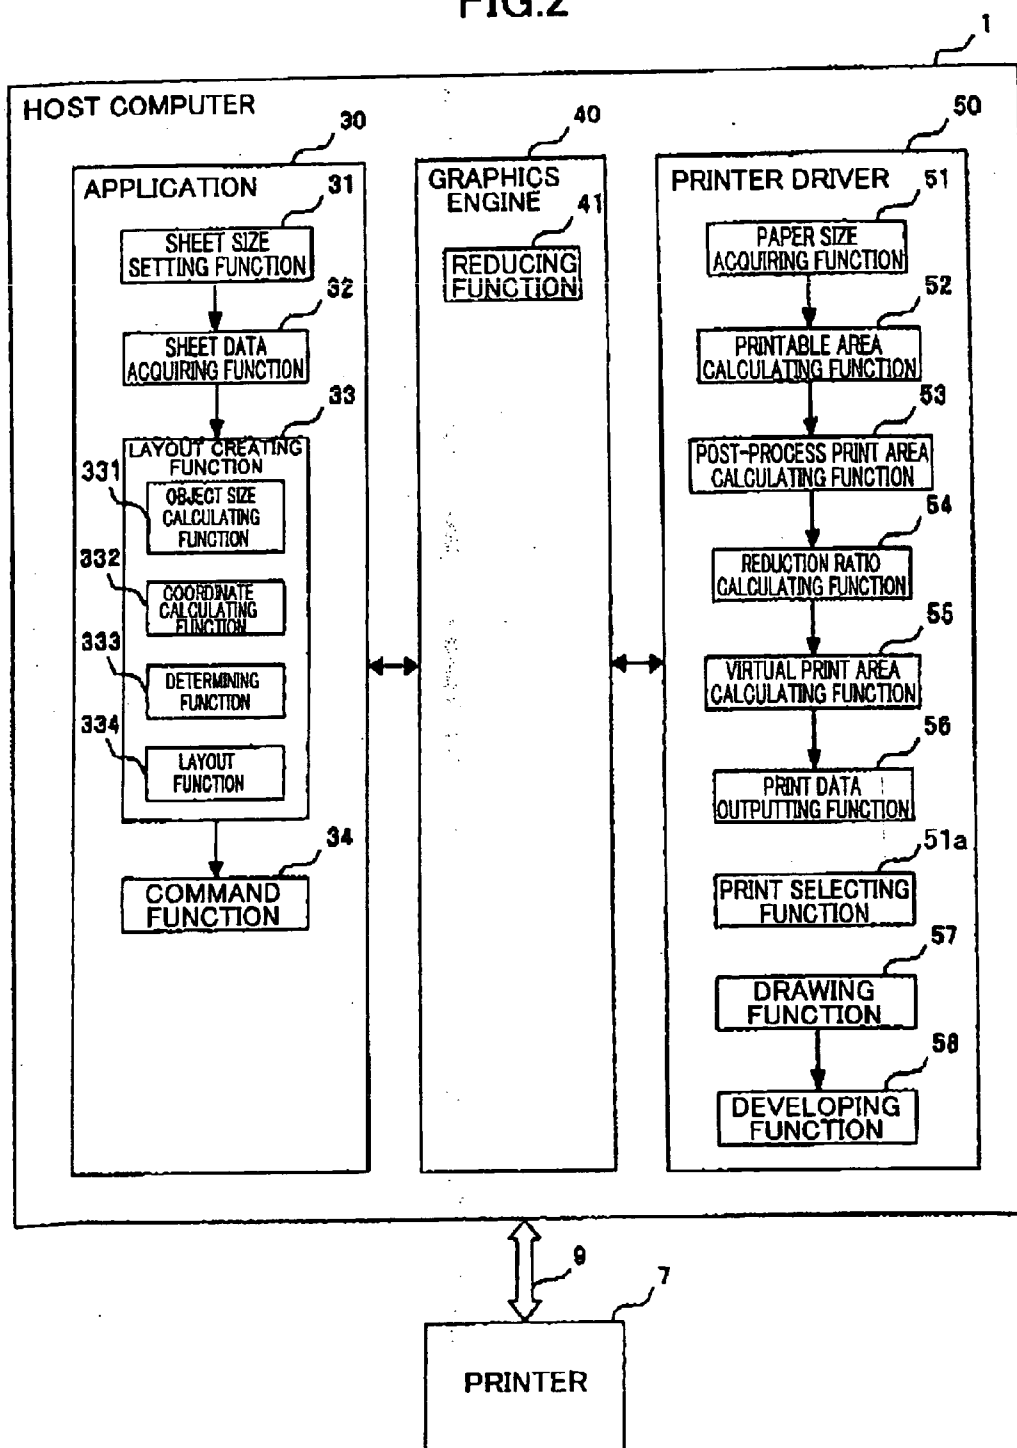 FIG.2
1
HOST COMPUTER
30
APPLICATION
31
SHEET SIZE
SETTING FUNCTION
32
SHEET DATA
ACQUIRING FUNCTION
33
LAYOUT CREATING
FUNCTION
331
OBJECT SIZE
CALCULATING
FUNCTION
332
COORDINATE
CALCULATING
FUNCTION
333
DETERMINING
FUNCTION
334
LAYOUT
FUNCTION
34
COMMAND
FUNCTION
40
GRAPHICS
ENGINE
41
REDUCING
FUNCTION
50
PRINTER DRIVER
51
PAPER SIZE
ACQUIRING FUNCTION
52
PRINTABLE AREA
CALCULATING FUNCTION
53
POST-PROCESS PRINT AREA
CALCULATING FUNCTION
54
REDUCTION RATIO
CALCULATING FUNCTION
55
VIRTUAL PRINT AREA
CALCULATING FUNCTION
56
PRINT DATA
OUTPUTTING FUNCTION
51a
PRINT SELECTING
FUNCTION
57
DRAWING
FUNCTION
58
DEVELOPING
FUNCTION
9
7
PRINTER